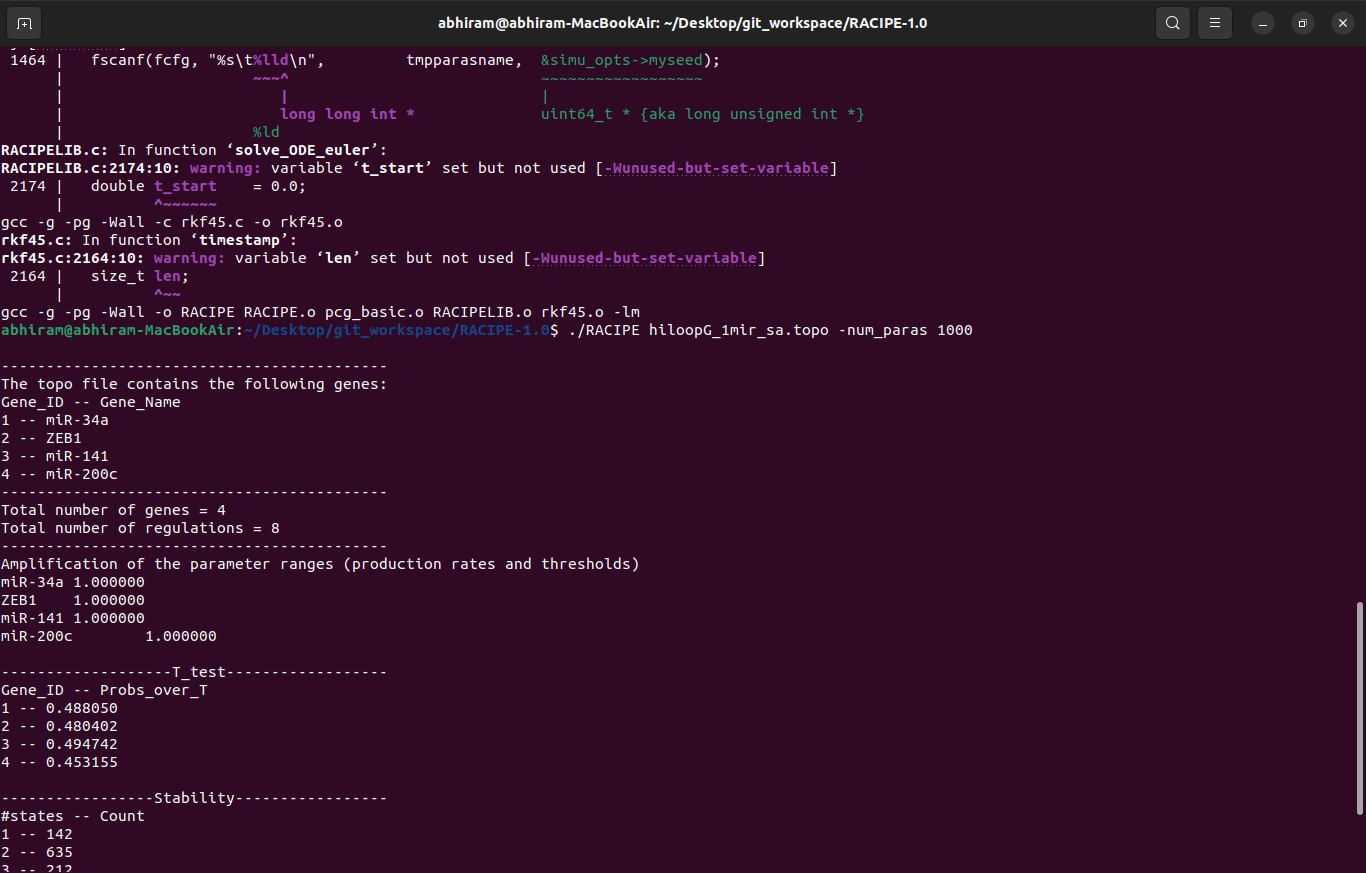 abhiram@abhiram-MacBookAir: ~/Desktop/git_workspace/RACIPE-1.0
1464 |   fscanf(fcfg, "%s\t%lld\n",         tmpparasname,  &simu_opts->myseed);
     |                     ~~~^                            ~~~~~~~~~~~~~~~~~~
     |                        |                            |
     |                        long long int *              uint64_t * {aka long unsigned int *}
     |                     %ld
RACIPELIB.c: In function ‘solve_ODE_euler’:
RACIPELIB.c:2174:10: warning: variable ‘t_start’ set but not used [-Wunused-but-set-variable]
 2174 |   double t_start    = 0.0;
      |          ^~~~~~~
gcc -g -pg -Wall -c rkf45.c -o rkf45.o
rkf45.c: In function ‘timestamp’:
rkf45.c:2164:10: warning: variable ‘len’ set but not used [-Wunused-but-set-variable]
 2164 |   size_t len;
      |          ^~~
gcc -g -pg -Wall -o RACIPE RACIPE.o pcg_basic.o RACIPELIB.o rkf45.o -lm
abhiram@abhiram-MacBookAir:~/Desktop/git_workspace/RACIPE-1.0$ ./RACIPE hiloopG_1mir_sa.topo -num_paras 1000
-------------------------------------------
The topo file contains the following genes:
Gene_ID -- Gene_Name
1 -- miR-34a
2 -- ZEB1
3 -- miR-141
4 -- miR-200c
-------------------------------------------
Total number of genes = 4
Total number of regulations = 8
-------------------------------------------
Amplification of the parameter ranges (production rates and thresholds)
miR-34a 1.000000
ZEB1    1.000000
miR-141 1.000000
miR-200c        1.000000
-------------------T_test------------------
Gene_ID -- Probs_over_T
1 -- 0.488050
2 -- 0.480402
3 -- 0.494742
4 -- 0.453155
-----------------Stability-----------------
#states -- Count
1 -- 142
2 -- 635
3 -- 212